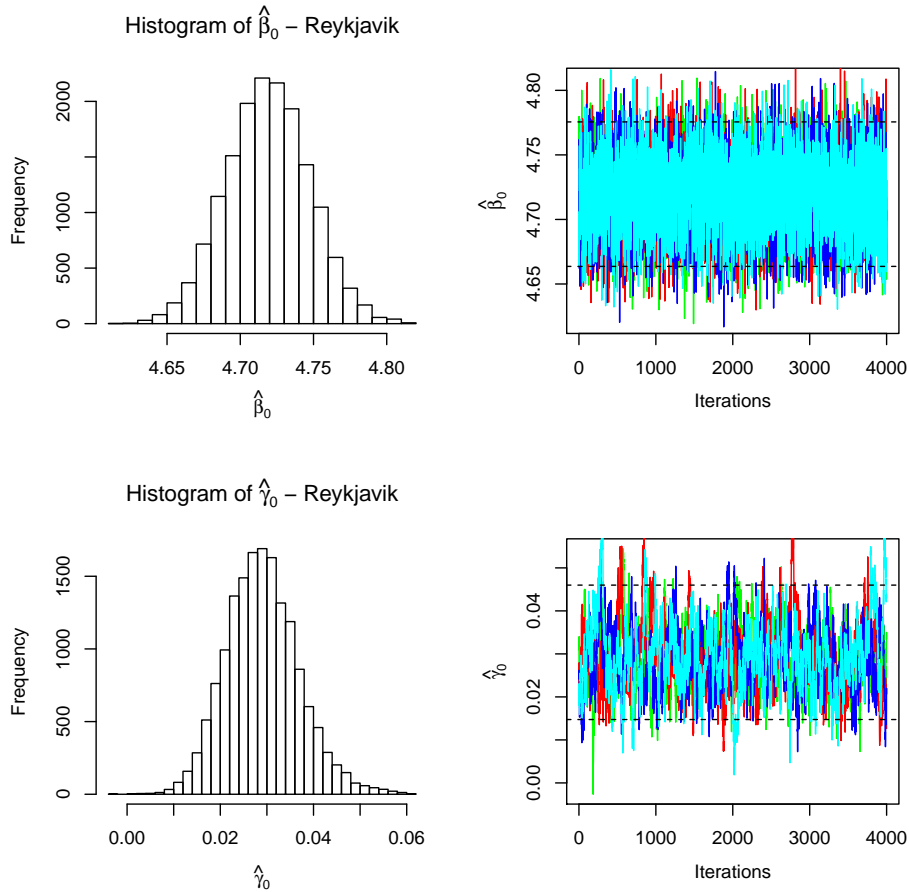 Histogram of β̂₀ − Reykjavik
Frequency
0
500
1000
2000
4.65 4.70 4.75 4.80
β̂₀
β̂₀
4.65
4.70
4.75
4.80
0 1000 2000 3000 4000
Iterations
Histogram of γ̂₀ − Reykjavik
Frequency
0
500
1000
1500
0.00 0.02 0.04 0.06
γ̂₀
γ̂₀
0.00
0.02
0.04
0 1000 2000 3000 4000
Iterations